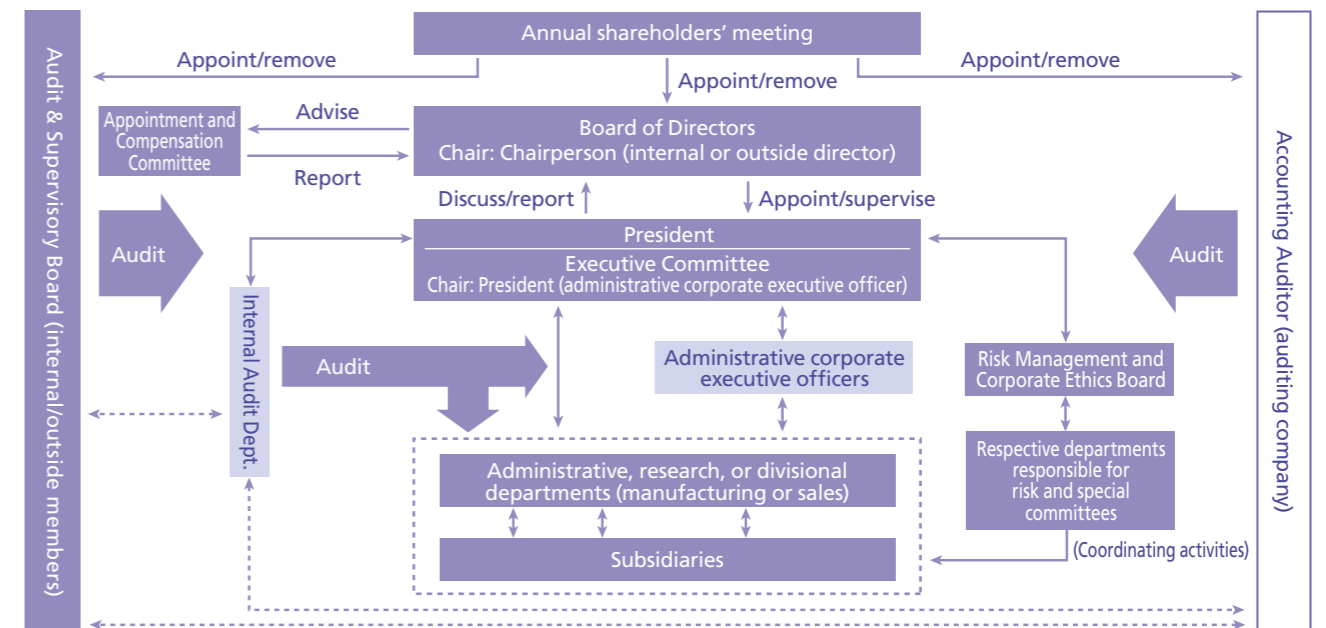 Annual shareholders’ meeting
Appoint/remove
Appoint/remove
Appoint/remove
Audit & Supervisory Board (internal/outside members)
Accounting Auditor (auditing company)
Appointment and
Compensation
Committee
Advise
Report
Board of Directors
Chair: Chairperson (internal or outside director)
Discuss/report
Appoint/supervise
Audit
President
Executive Committee
Chair: President (administrative corporate executive officer)
Audit
Internal Audit Dept.
Audit
Administrative corporate
executive officers
Risk Management and
Corporate Ethics Board
Administrative, research, or divisional
departments (manufacturing or sales)
Subsidiaries
Respective departments
responsible for
risk and special
committees
(Coordinating activities)